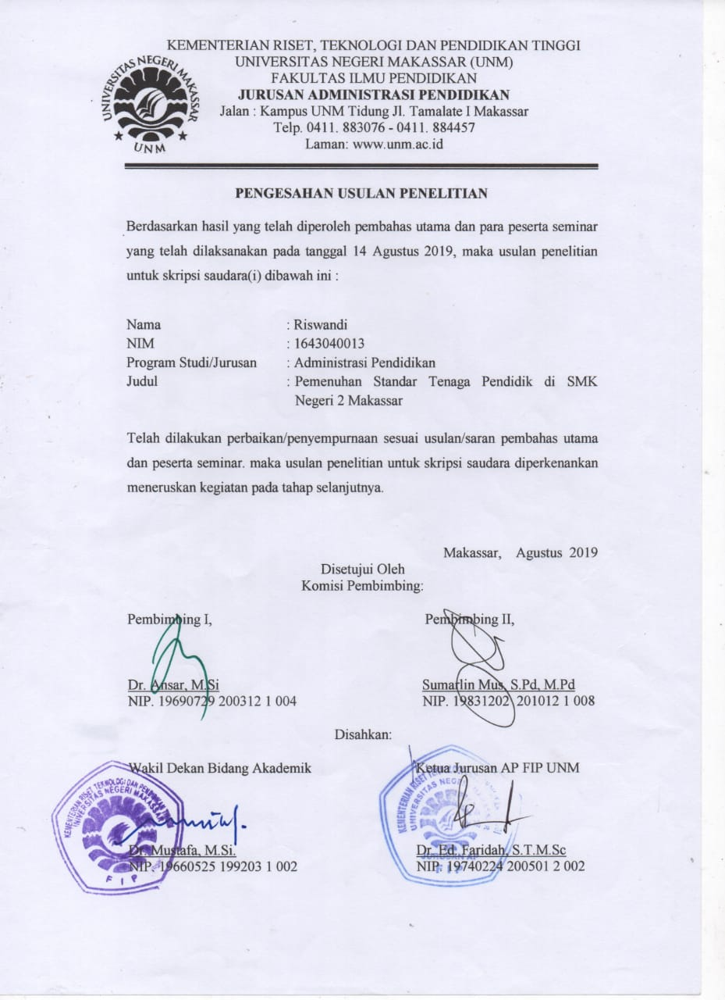 KEMENTERIAN RISET, TEKNOLOGI DAN PENDIDIKAN TINGGI
UNIVERSITAS NEGERI MAKASSAR (UNM)
FAKULTAS ILMU PENDIDIKAN
JURUSAN ADMINISTRASI PENDIDIKAN
Jalan : Kampus UNM Tidung Jl. Tamalate I Makassar
Telp. 0411. 883076 - 0411. 884457
Laman: www.unm.ac.id
UNIVERSITAS NEGERI MAKASSAR
UNM
PENGESAHAN USULAN PENELITIAN
Berdasarkan hasil yang telah diperoleh pembahas utama dan para peserta seminar
yang telah dilaksanakan pada tanggal 14 Agustus 2019, maka usulan penelitian
untuk skripsi saudara(i) dibawah ini :
Nama : Riswandi
NIM : 1643040013
Program Studi/Jurusan : Administrasi Pendidikan
Judul : Pemenuhan Standar Tenaga Pendidik di SMK
Negeri 2 Makassar
Telah dilakukan perbaikan/penyempurnaan sesuai usulan/saran pembahas utama
dan peserta seminar. maka usulan penelitian untuk skripsi saudara diperkenankan
meneruskan kegiatan pada tahap selanjutnya.
Makassar, Agustus 2019
Disetujui Oleh
Komisi Pembimbing:
Pembimbing I, Pembimbing II,
Dr. Ansar, M.Si Sumarlin Mus, S.Pd, M.Pd
NIP. 19690729 200312 1 004 NIP. 19831202 201012 1 008
Disahkan:
Wakil Dekan Bidang Akademik Ketua Jurusan AP FIP UNM
KEMENTERIAN RISET TEKNOLOGI DAN PENDIDIKAN
UNIVERSITAS NEGERI MAKASSAR
FIP
KEMENTERIAN RISET
UNIVERSITAS NEGERI
JURUSAN AP
FIP
Dr. Mustafa, M.Si. Dr. Ed. Faridah, S.T.M.Sc
NIP. 19660525 199203 1 002 NIP. 19740224 200501 2 002